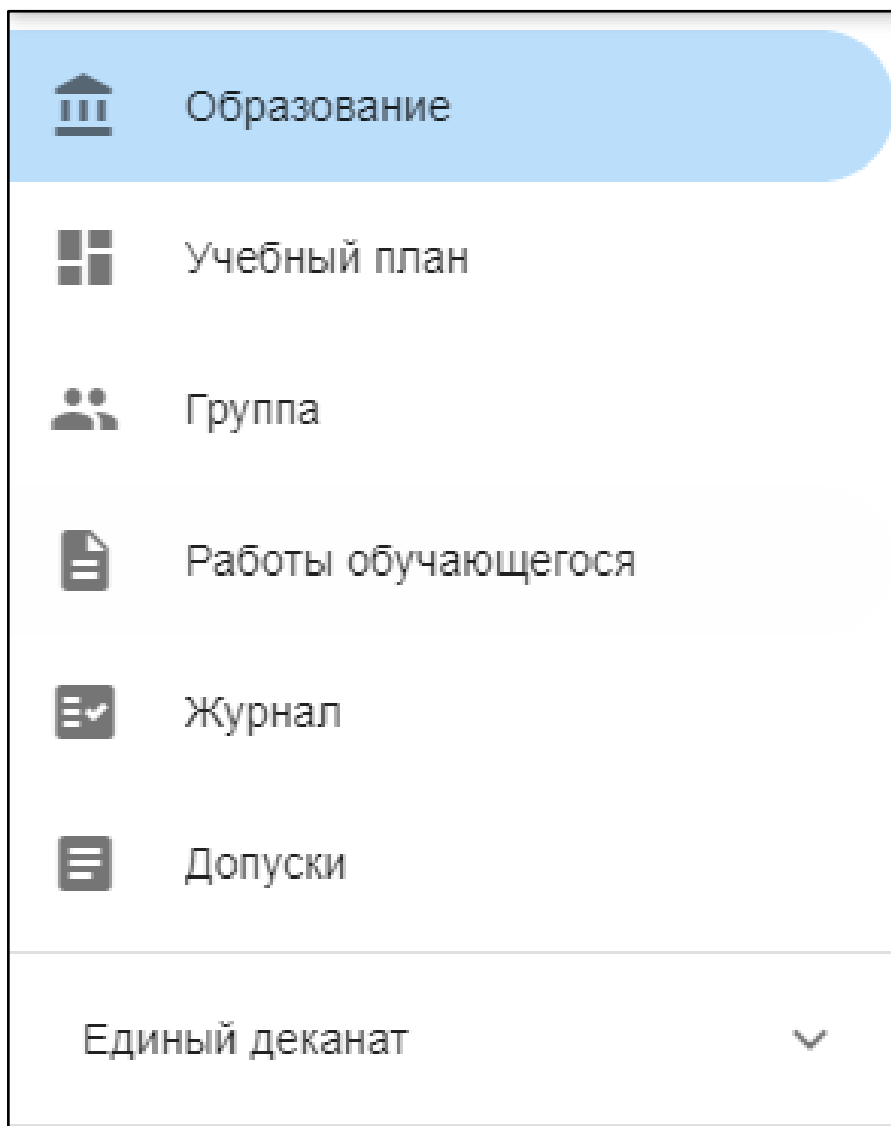 Образование
Учебный план
Группа
Работы обучающегося
Журнал
Допуски
Единый деканат